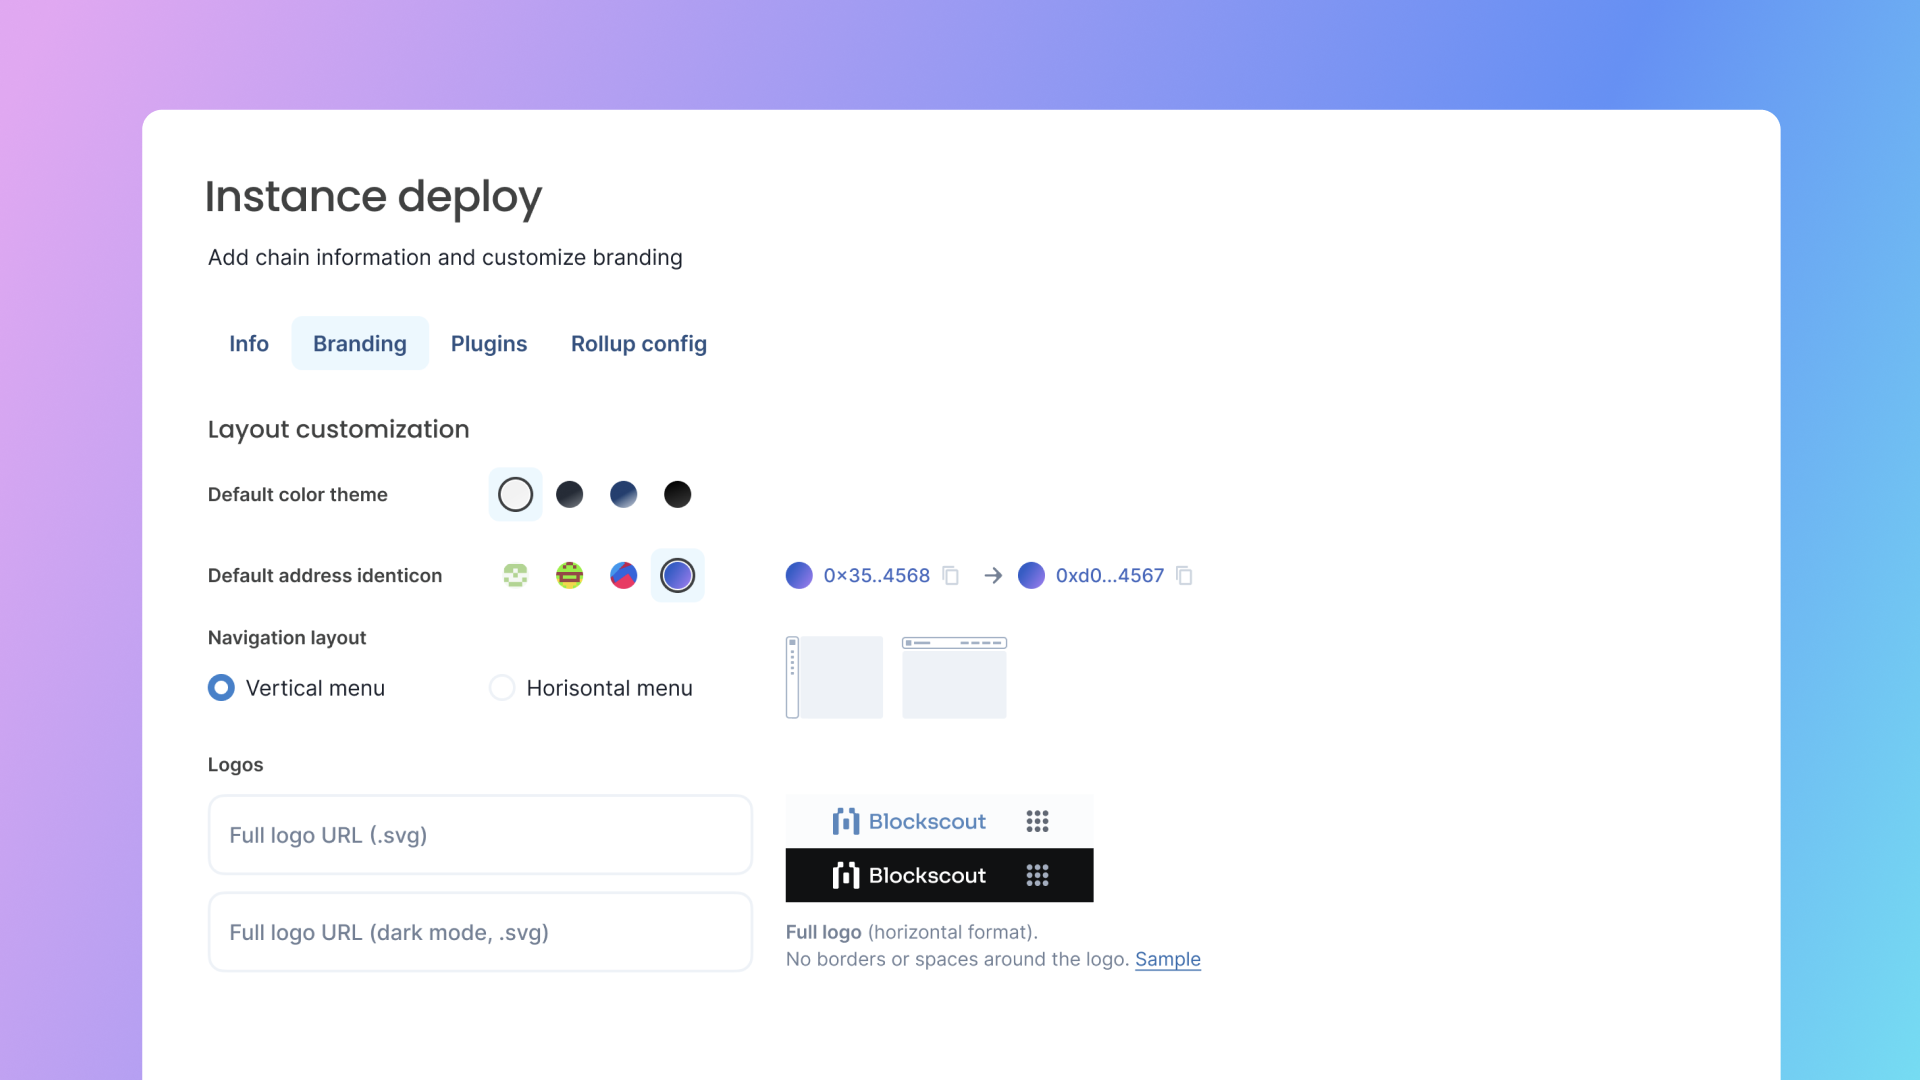 Instance deploy
Add chain information and customize branding
Info Branding Plugins Rollup config
Layout customization
Default color theme
Default address identicon 0x35..4568 → 0xd0...4567
Navigation layout
Vertical menu Horisontal menu
Logos
Full logo URL (.svg)
Blockscout
Blockscout
Full logo URL (dark mode, .svg)
Full logo (horizontal format).
No borders or spaces around the logo. Sample